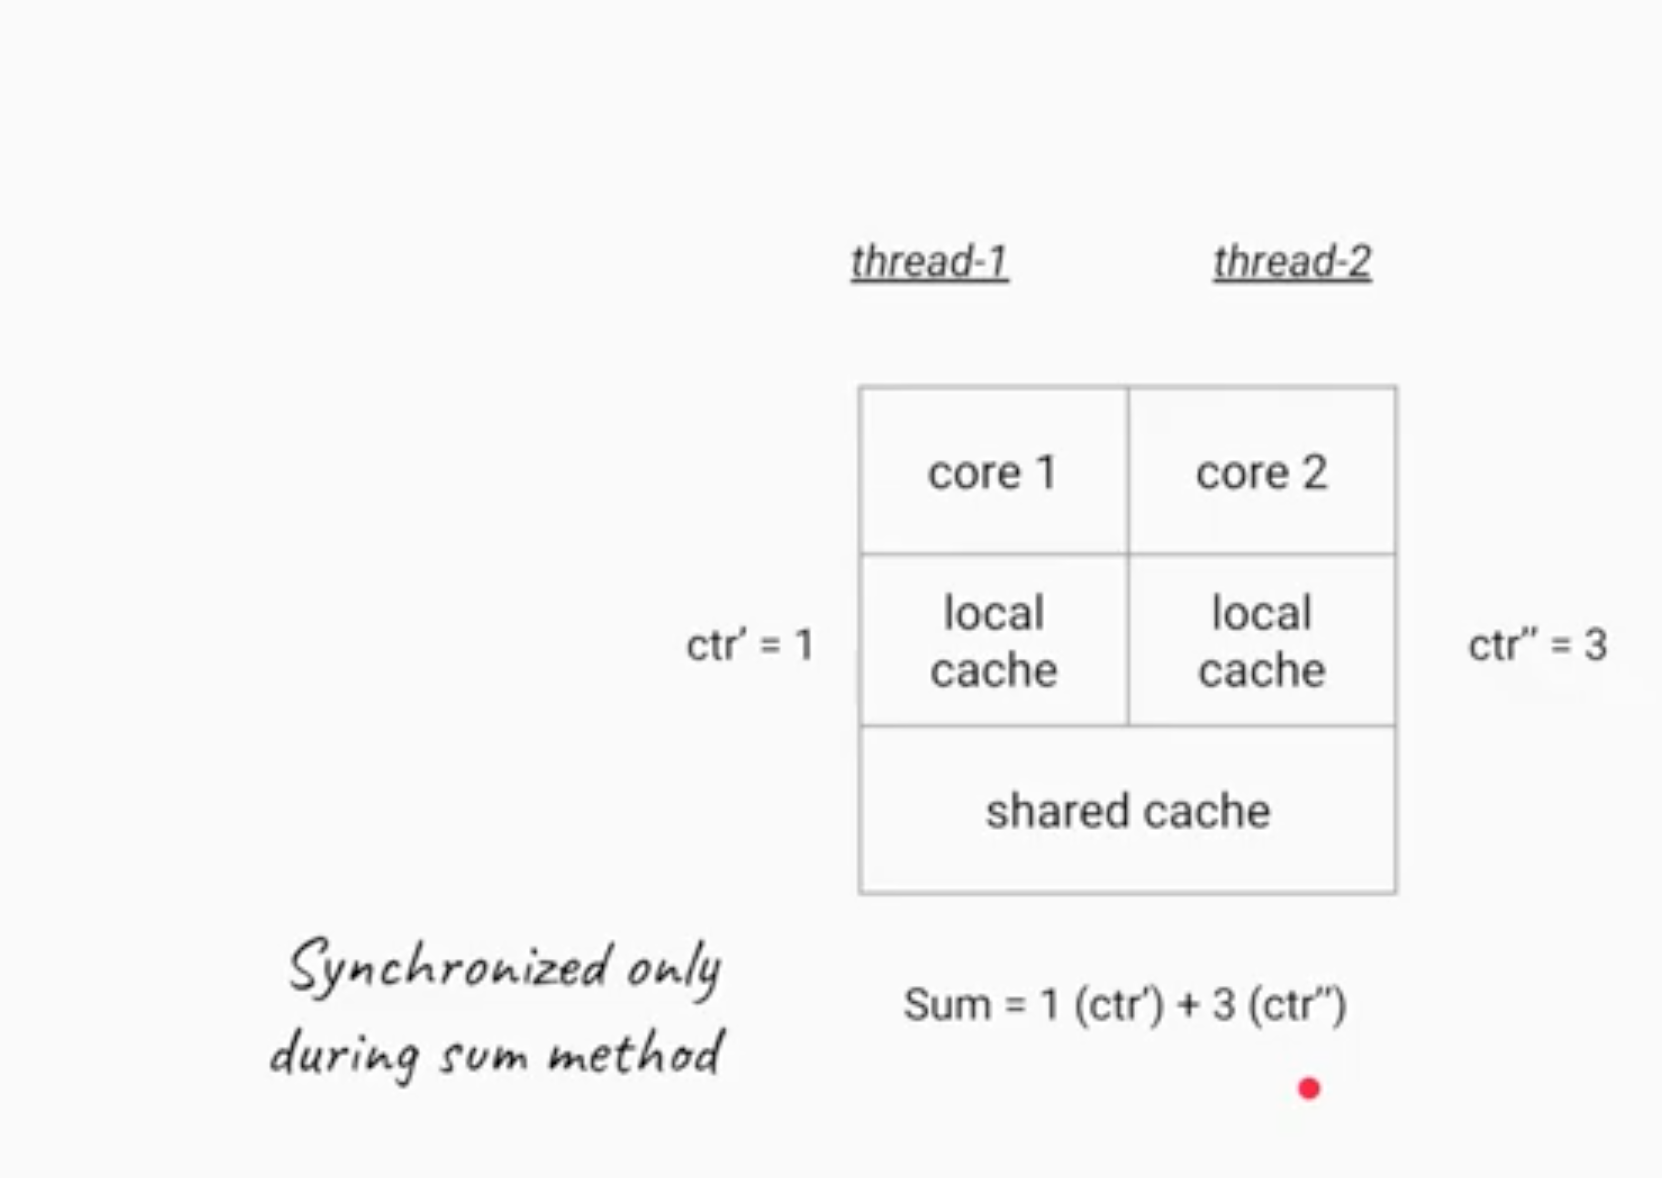 thread-1
thread-2
core 1
core 2
ctr’ = 1
local
cache
local
cache
ctr’’ = 3
shared cache
Synchronized only
during sum method
Sum = 1 (ctr’) + 3 (ctr’’)